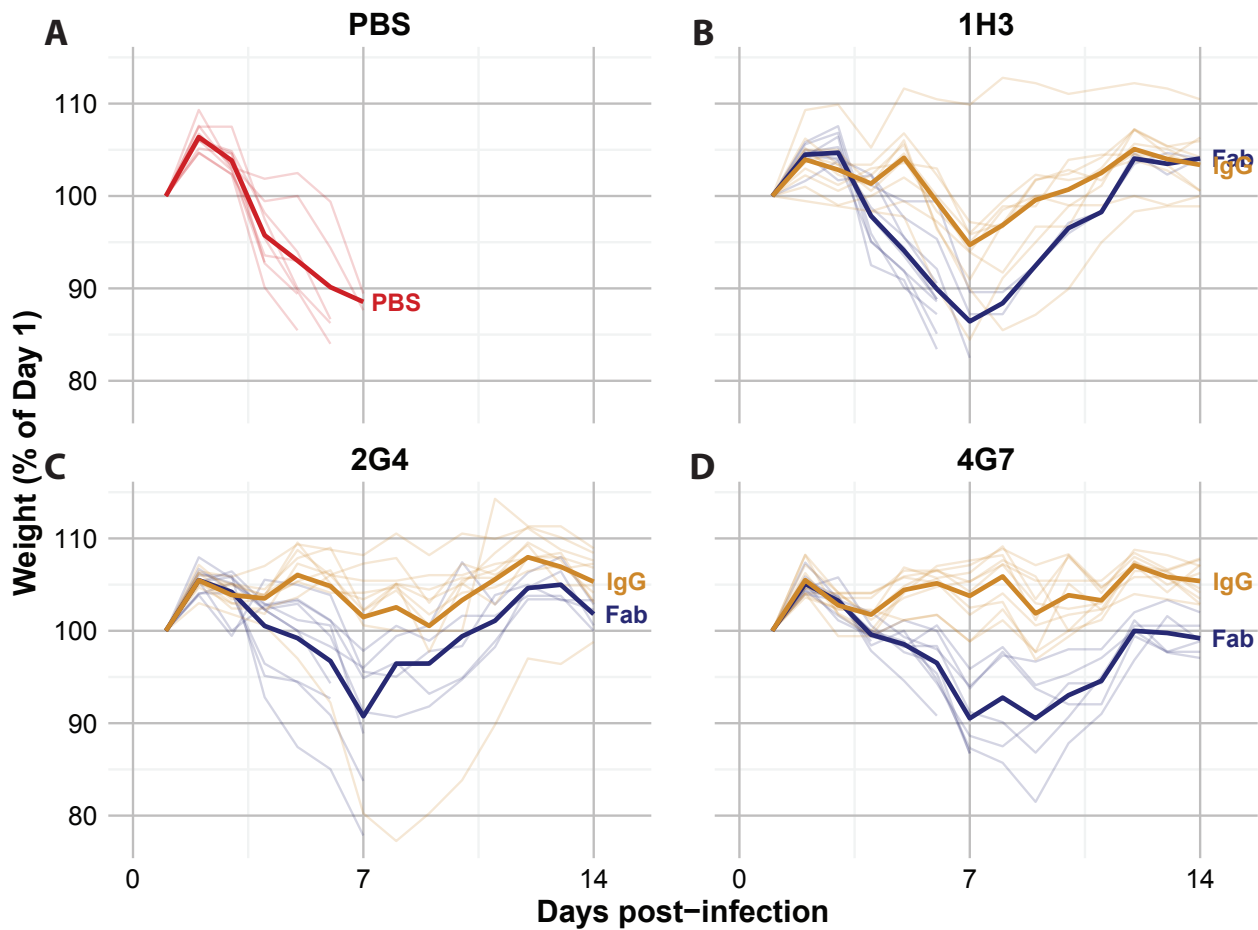 A
PBS
110
100
90
80
PBS
B
1H3
Fab
IgG
Weight (% of Day 1)
C
2G4
110
100
90
80
IgG
Fab
0
7
14
D
4G7
IgG
Fab
0
7
14
Days post−infection